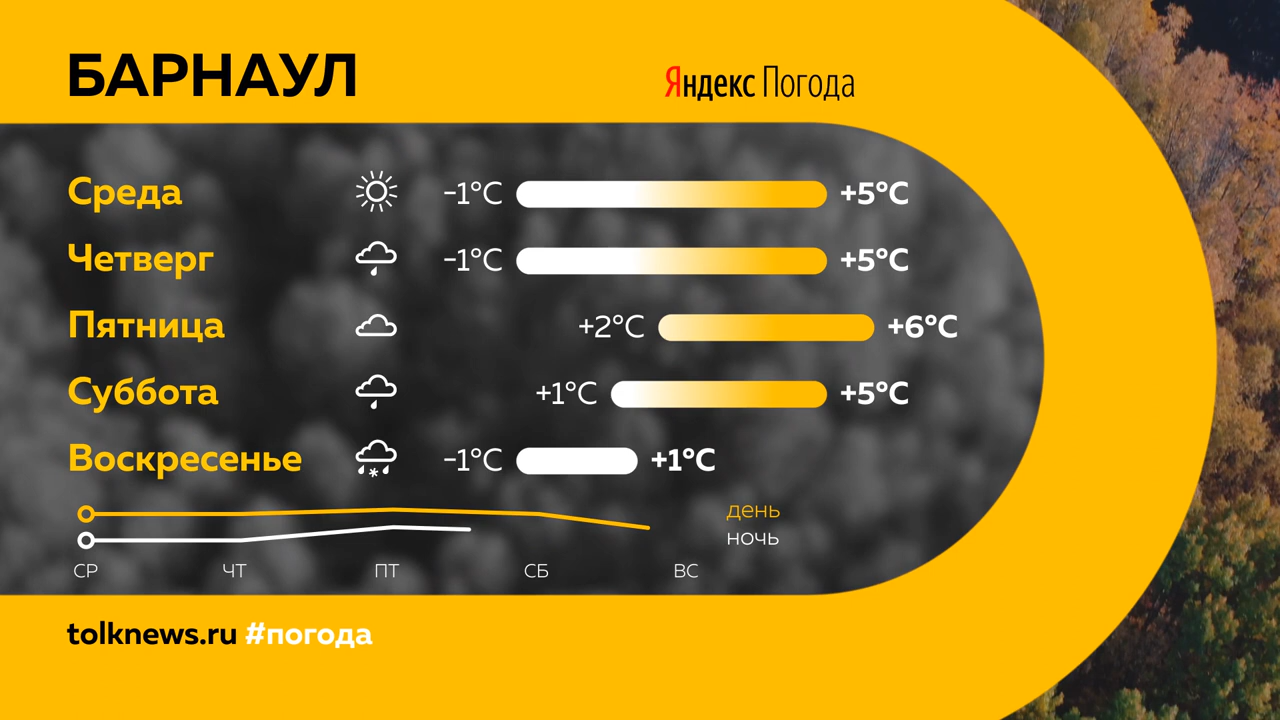 БАРНАУЛ
Яндекс Погода
Среда -1°C +5°C
Четверг -1°C +5°C
Пятница +2°C +6°C
Суббота +1°C +5°C
Воскресенье -1°C +1°C
день
ночь
СР ЧТ ПТ СБ ВС
tolknews.ru #погода